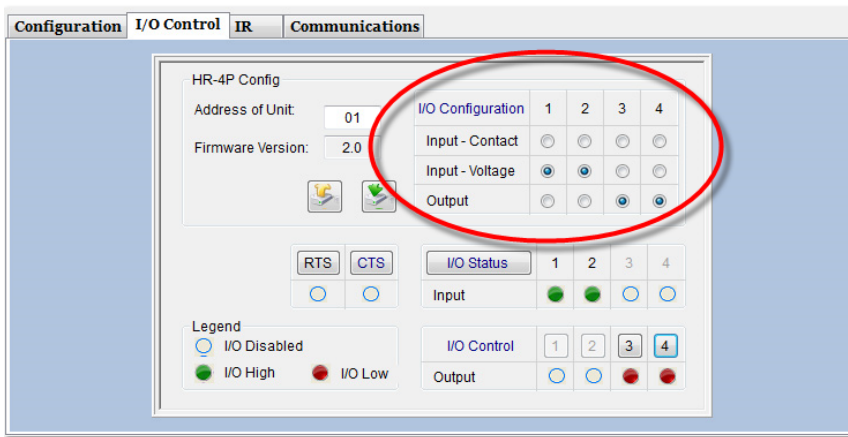 Configuration I/O Control IR Communications
HR-4P Config
Address of Unit: 01
Firmware Version: 2.0
I/O Configuration 1 2 3 4
Input - Contact
Input - Voltage
Output
RTS CTS
I/O Status 1 2 3 4
Input
Legend
I/O Disabled
I/O High I/O Low
I/O Control 1 2 3 4
Output